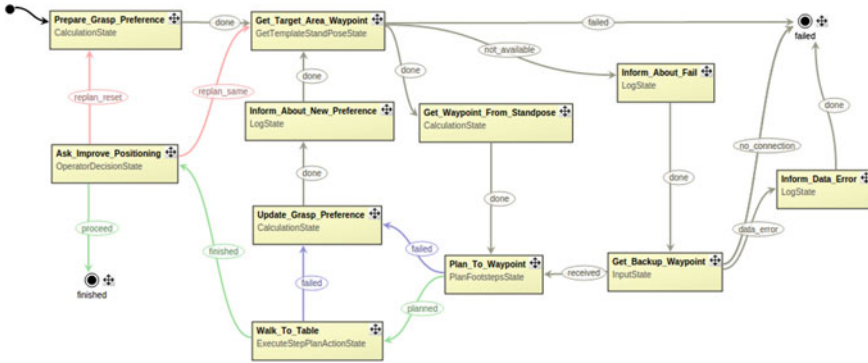 Prepare_Grasp_Preference
CalculationState
done
Get_Target_Area_Waypoint
GetTemplateStandPoseState
failed
failed
not_available
replan_reset
replan_same
done
done
Inform_About_Fail
LogState
Inform_About_New_Preference
LogState
Get_Waypoint_From_Standpose
CalculationState
done
no_connection
Ask_Improve_Positioning
OperatorDecisionState
done
done
done
Inform_Data_Error
LogState
proceed
Update_Grasp_Preference
CalculationState
finished
failed
data_error
Plan_To_Waypoint
PlanFootstepsState
received
Get_Backup_Waypoint
InputState
finished
failed
planned
Walk_To_Table
ExecuteStepPlanActionState